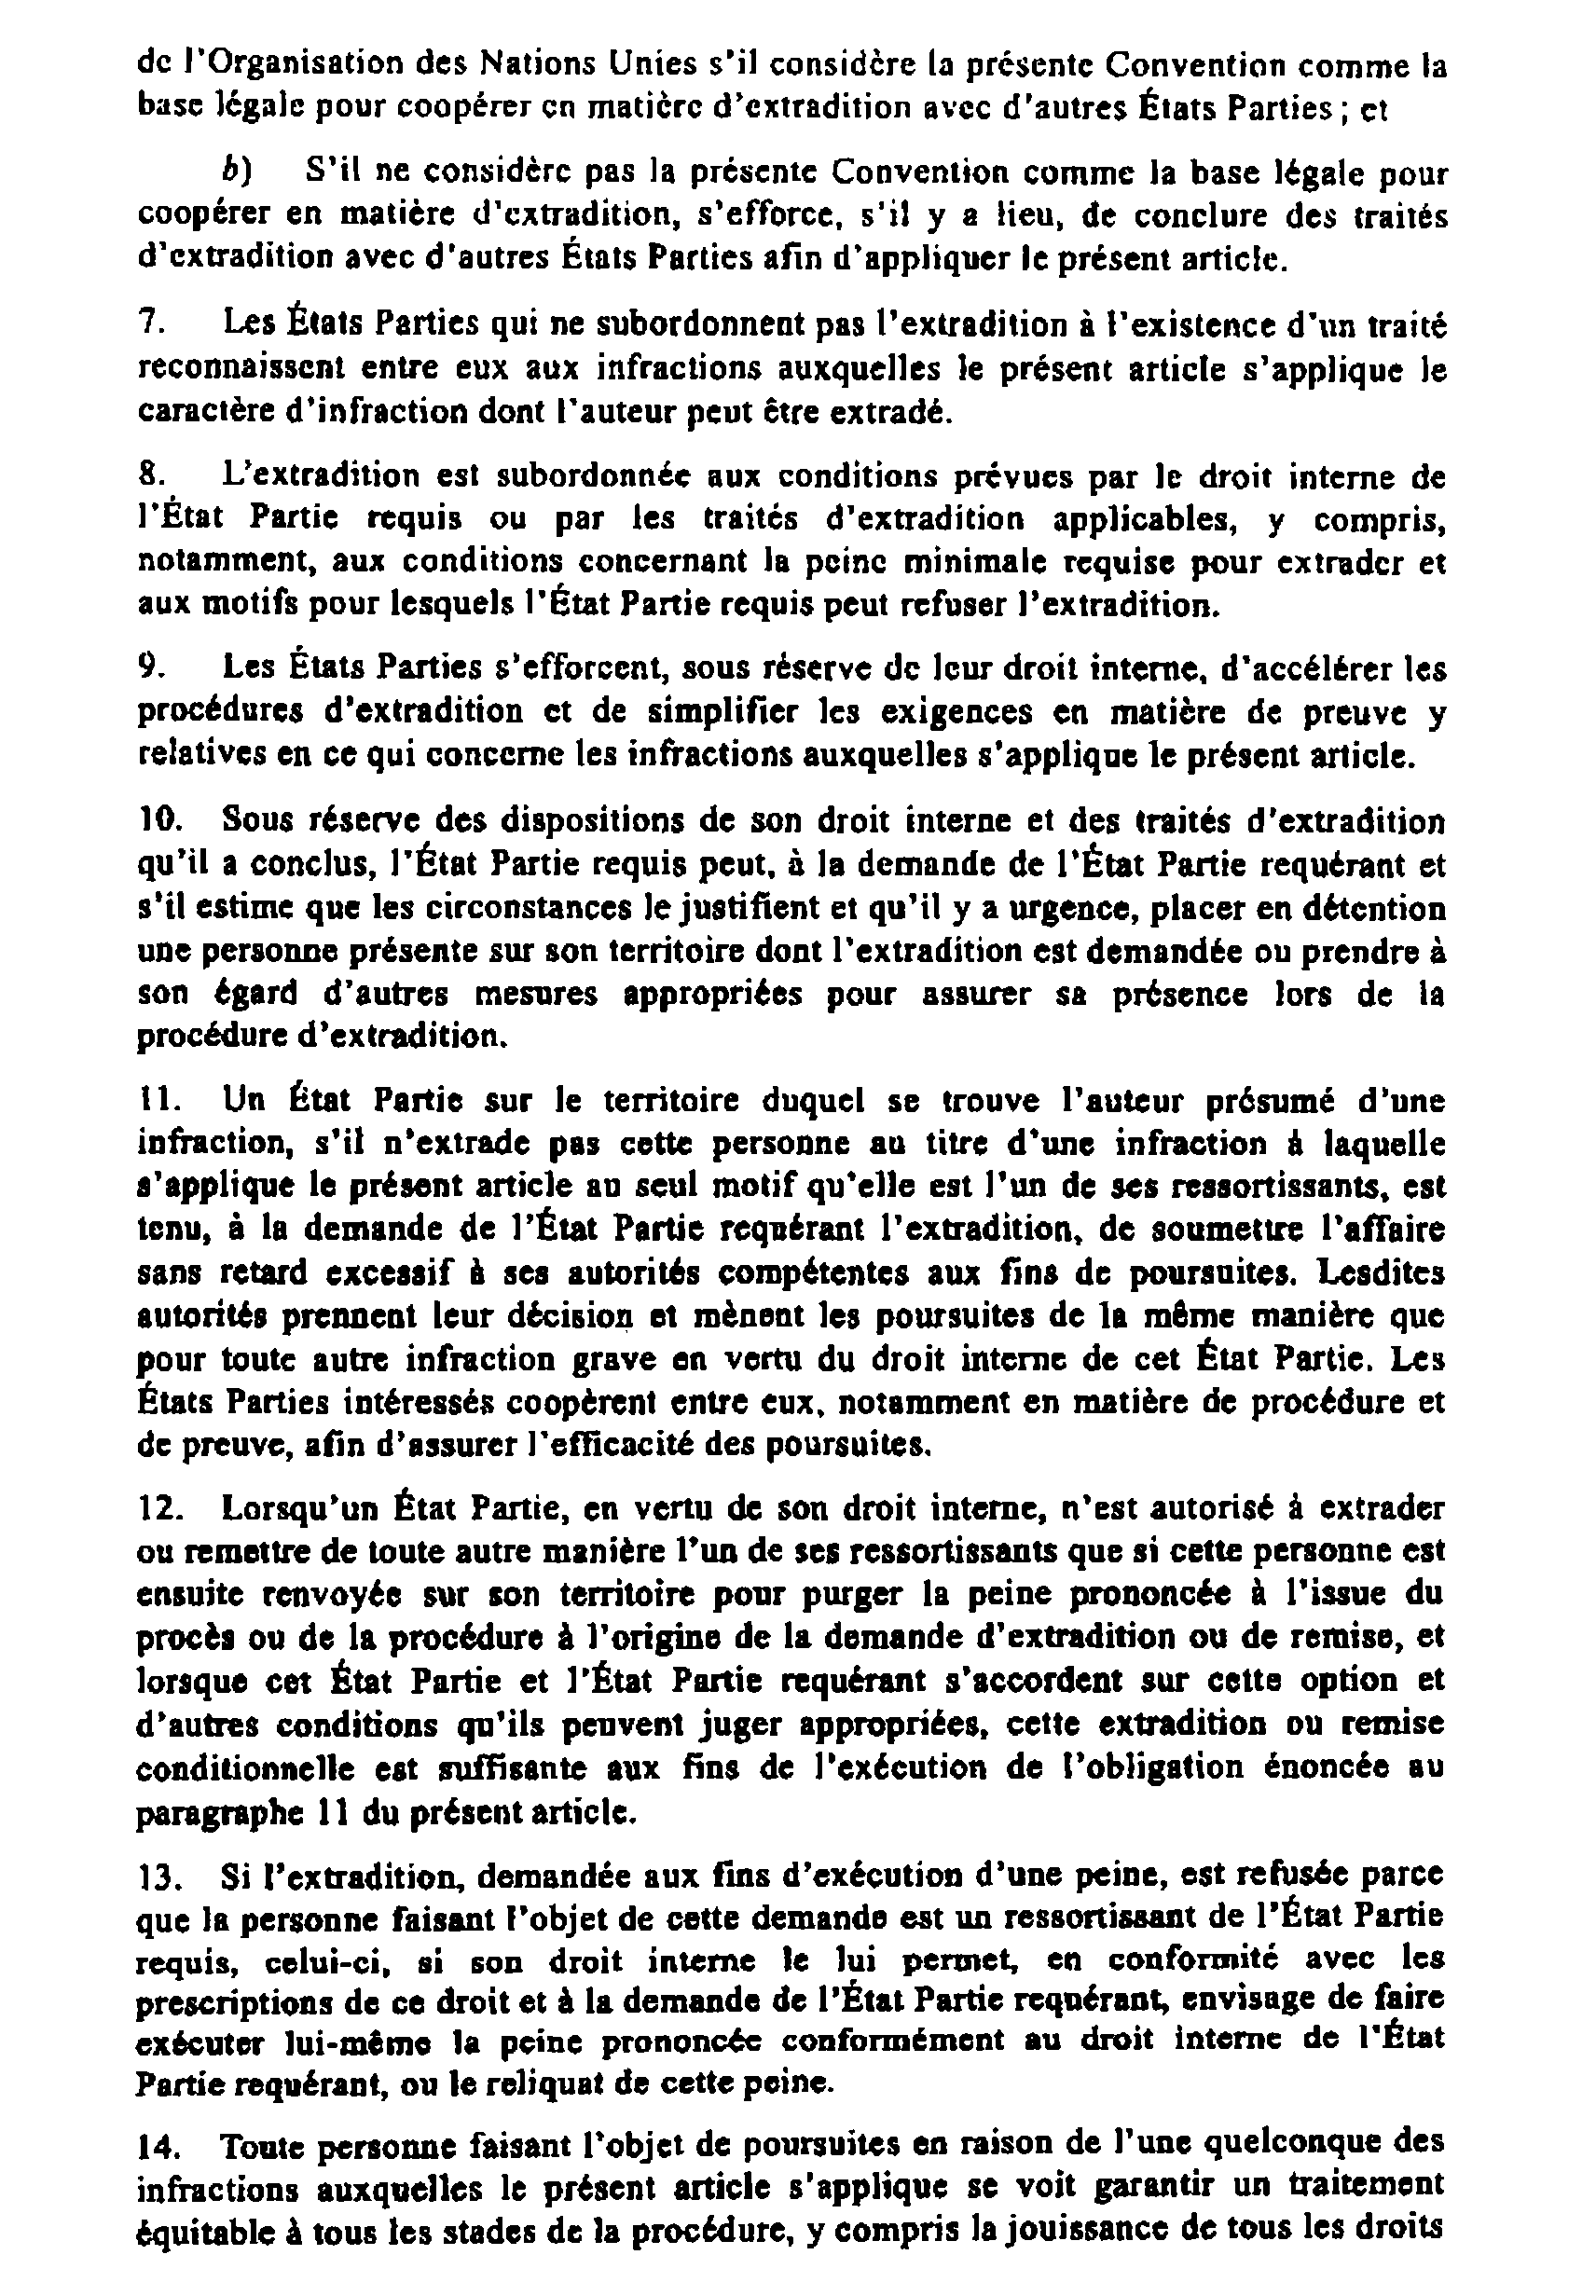 de l'Organisation des Nations Unies s'il considère la présente Convention comme la
base légale pour coopérer en matière d'extradition avec d'autres États Parties ; et
b) S'il ne considère pas la présente Convention comme la base légale pour
coopérer en matière d'extradition, s'efforce, s'il y a lieu, de conclure des traités
d'extradition avec d'autres États Parties afin d'appliquer le présent article.
7. Les États Parties qui ne subordonnent pas l'extradition à l'existence d'un traité
reconnaissent entre eux aux infractions auxquelles le présent article s'applique le
caractère d'infraction dont l'auteur peut être extradé.
8. L'extradition est subordonnée aux conditions prévues par le droit interne de
l'État Partie requis ou par les traités d'extradition applicables, y compris,
notamment, aux conditions concernant la peine minimale requise pour extrader et
aux motifs pour lesquels l'État Partie requis peut refuser l'extradition.
9. Les États Parties s'efforcent, sous réserve de leur droit interne, d'accélérer les
procédures d'extradition et de simplifier les exigences en matière de preuve y
relatives en ce qui concerne les infractions auxquelles s'applique le présent article.
10. Sous réserve des dispositions de son droit interne et des traités d'extradition
qu'il a conclus, l'État Partie requis peut, à la demande de l'État Partie requérant et
s'il estime que les circonstances le justifient et qu'il y a urgence, placer en détention
une personne présente sur son territoire dont l'extradition est demandée ou prendre à
son égard d'autres mesures appropriées pour assurer sa présence lors de la
procédure d'extradition.
11. Un État Partie sur le territoire duquel se trouve l'auteur présumé d'une
infraction, s'il n'extrade pas cette personne au titre d'une infraction à laquelle
s'applique le présent article au seul motif qu'elle est l'un de ses ressortissants, est
tenu, à la demande de l'État Partie requérant l'extradition, de soumettre l'affaire
sans retard excessif à ses autorités compétentes aux fins de poursuites. Lesdites
autorités prennent leur décision et mènent les poursuites de la même manière que
pour toute autre infraction grave en vertu du droit interne de cet État Partie. Les
États Parties intéressés coopèrent entre eux, notamment en matière de procédure et
de preuve, afin d'assurer l'efficacité des poursuites.
12. Lorsqu'un État Partie, en vertu de son droit interne, n'est autorisé à extrader
ou remettre de toute autre manière l'un de ses ressortissants que si cette personne est
ensuite renvoyée sur son territoire pour purger la peine prononcée à l'issue du
procès ou de la procédure à l'origine de la demande d'extradition ou de remise, et
lorsque cet État Partie et l'État Partie requérant s'accordent sur cette option et
d'autres conditions qu'ils peuvent juger appropriées, cette extradition ou remise
conditionnelle est suffisante aux fins de l'exécution de l'obligation énoncée au
paragraphe 11 du présent article.
13. Si l'extradition, demandée aux fins d'exécution d'une peine, est refusée parce
que la personne faisant l'objet de cette demande est un ressortissant de l'État Partie
requis, celui-ci, si son droit interne le lui permet, en conformité avec les
prescriptions de ce droit et à la demande de l'État Partie requérant, envisage de faire
exécuter lui-même la peine prononcée conformément au droit interne de l'État
Partie requérant, ou le reliquat de cette peine.
14. Toute personne faisant l'objet de poursuites en raison de l'une quelconque des
infractions auxquelles le présent article s'applique se voit garantir un traitement
équitable à tous les stades de la procédure, y compris la jouissance de tous les droits